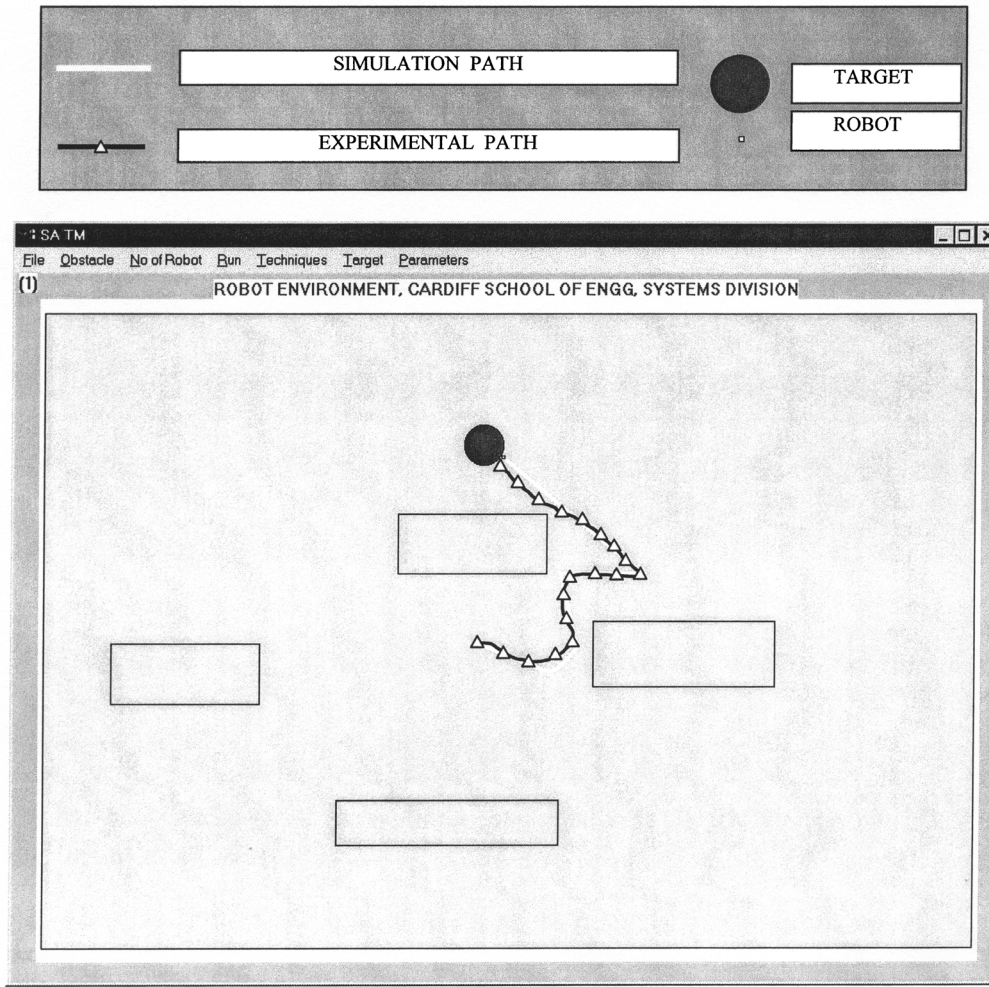 SIMULATION PATH
TARGET
ROBOT
EXPERIMENTAL PATH
SA TM
File Obstacle No of Robot Run Techniques Target Parameters
(1)
ROBOT ENVIRONMENT, CARDIFF SCHOOL OF ENGG, SYSTEMS DIVISION